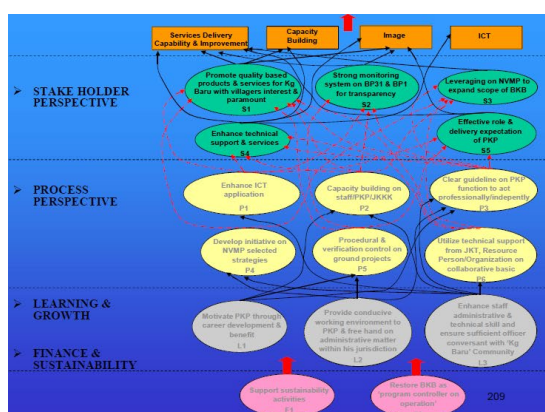 Services Delivery
Capability & Improvement
Capacity
Building
Image
ICT
STAKE HOLDER
PERSPECTIVE
Promote quality based
products & services for Kg
Baru with villagers interest &
paramount
S1
Strong monitoring
system on BP31 & BP1
for transparency
S2
Leveraging on NVMP to
expand scope of BKB
S3
Enhance technical
support & services
S4
Effective role &
delivery expectation of
PKP
S5
PROCESS
PERSPECTIVE
Enhance ICT
application
P1
Capacity building on
staff/PKP/JKKK
P2
Clear guideline on PKP
function to act
professionally/indepently
P3
Develop initiative on
NVMP selected
strategies
P4
Procedural &
verification control on
ground projects
P5
Utilize technical support
from JKT, Resource
Person/Organization on
collaborative basic
P6
LEARNING &
GROWTH
Motivate PKP through
career development &
benefit
L1
Provide conducive
working environment to
PKP & free hand on
administrative matter
within his jurisdiction
L2
Enhance staff
administrative
& technical skill and
ensure sufficient officer
conversant with ‘Kg
Baru’ Community
L3
FINANCE &
SUSTAINABILITY
Support sustainability
activities
F1
Restore BKB as
‘program controller on
operation’
209